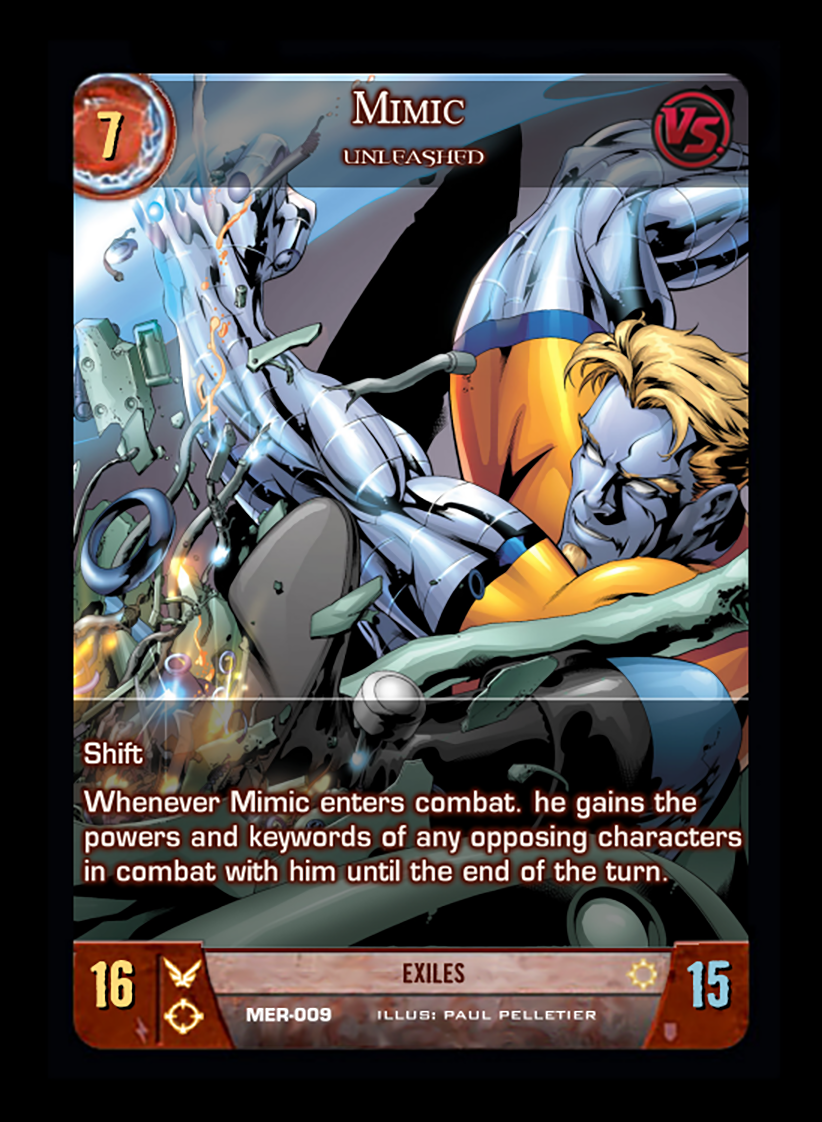 7
MIMIC
UNLEASHED
VS.
Shift
Whenever Mimic enters combat. he gains the
powers and keywords of any opposing characters
in combat with him until the end of the turn.
16
EXILES
15
MER-009
ILLUS: PAUL PELLETIER